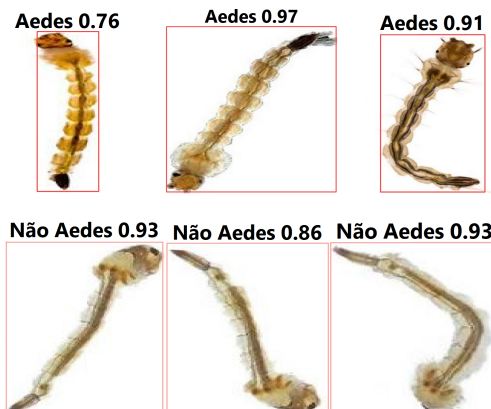 Aedes 0.76
Aedes 0.97
Aedes 0.91
Não Aedes 0.93
Não Aedes 0.86
Não Aedes 0.93